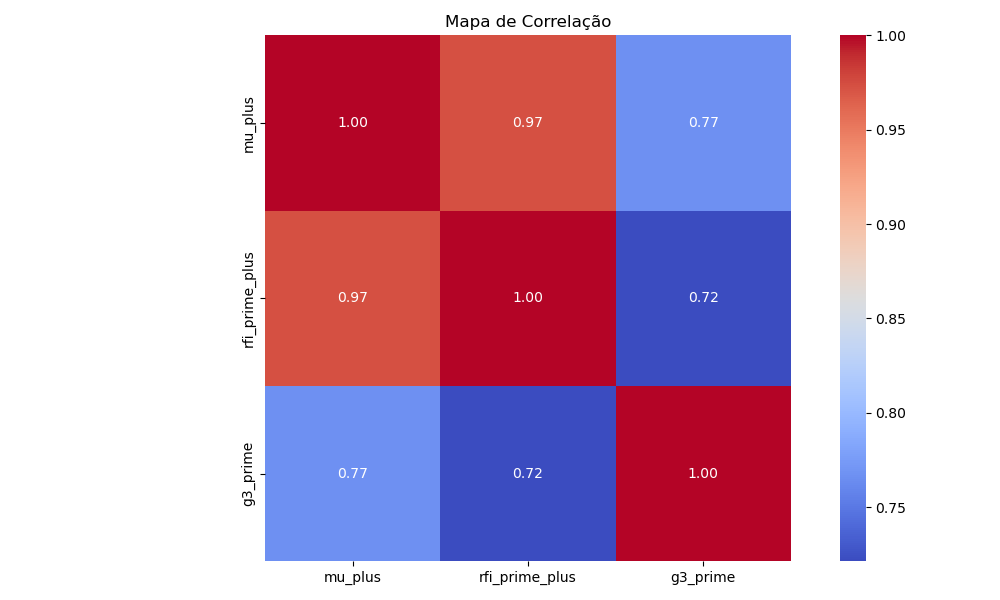 Mapa de Correlação
mu_plus
1.00
0.97
0.77
rfi_prime_plus
0.97
1.00
0.72
g3_prime
0.77
0.72
1.00
mu_plus
rfi_prime_plus
g3_prime
1.00
0.95
0.90
0.85
0.80
0.75